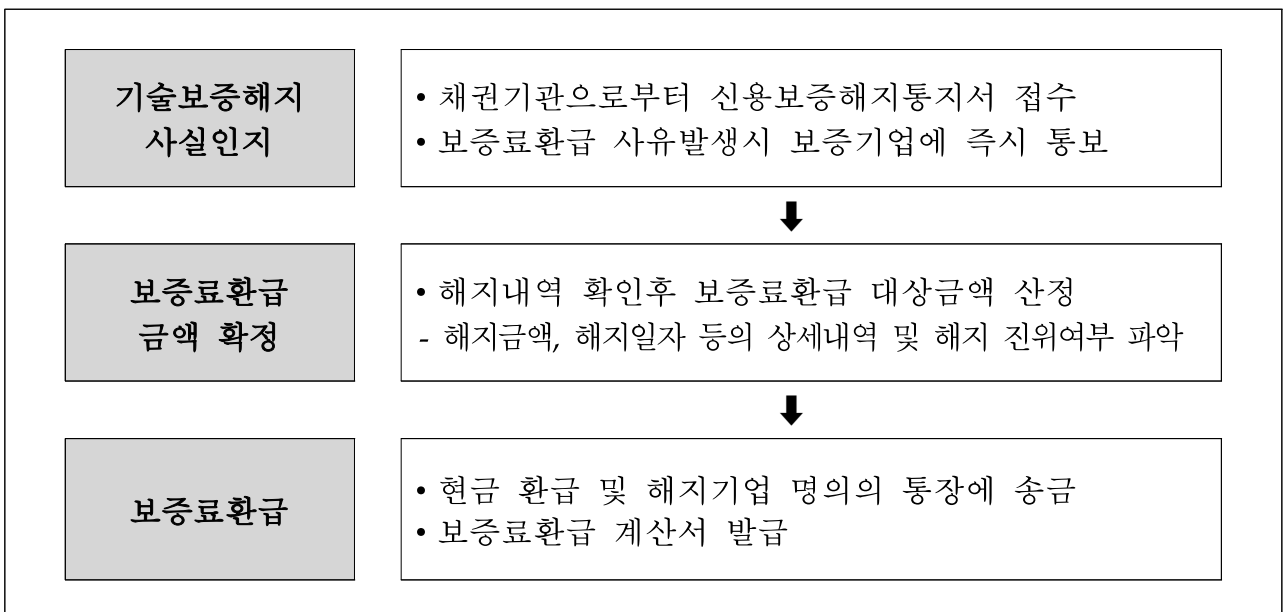 기술보증해지
사실인지
• 채권기관으로부터 신용보증해지통지서 접수
• 보증료환급 사유발생시 보증기업에 즉시 통보
보증료환급
금액 확정
• 해지내역 확인후 보증료환급 대상금액 산정
- 해지금액, 해지일자 등의 상세내역 및 해지 진위여부 파악
보증료환급
• 현금 환급 및 해지기업 명의의 통장에 송금
• 보증료환급 계산서 발급